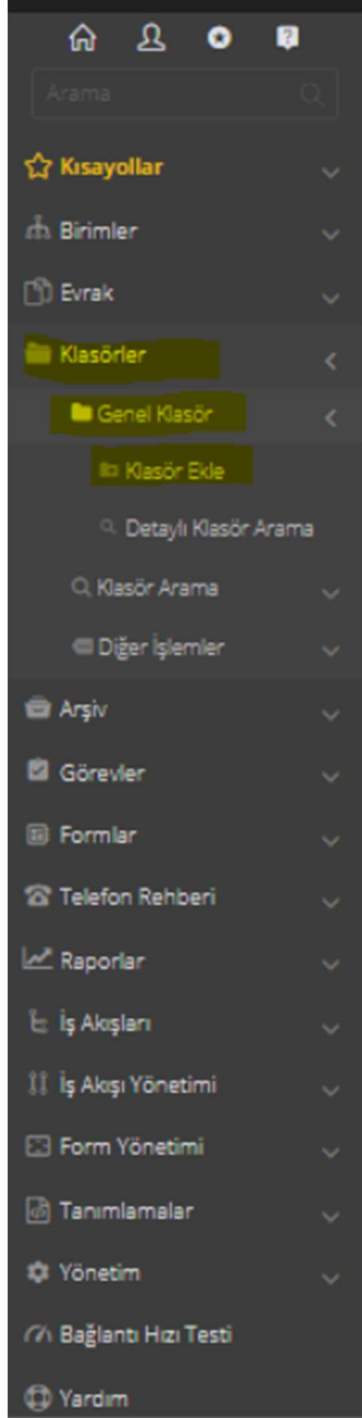 Arama
Kısayollar
Birimler
Evrak
Klasörler
Genel Klasör
Klasör Ekle
Detaylı Klasör Arama
Klasör Arama
Diğer İşlemler
Arşiv
Görevler
Formlar
Telefon Rehberi
Raporlar
İş Akışları
İş Akışı Yönetimi
Form Yönetimi
Tanımlamalar
Yönetim
Bağlantı Hızı Testi
Yardım